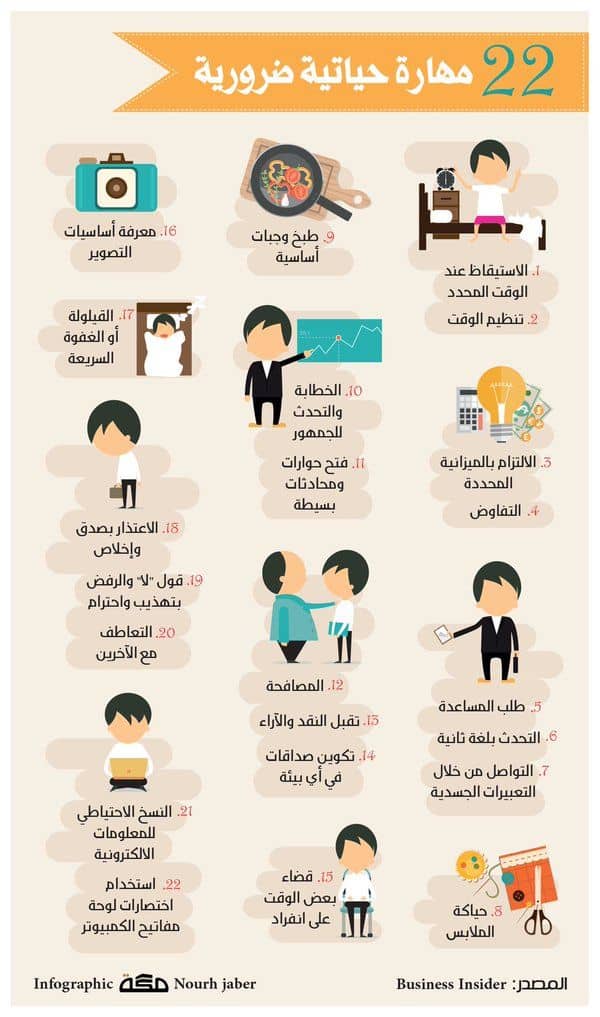 22 مهارة حياتية ضرورية
1. الاستيقاظ عند
الوقت المحدد
2. تنظيم الوقت
3. الالتزام بالميزانية
المحددة
4. التفاوض
5. طلب المساعدة
6. التحدث بلغة ثانية
7. التواصل من خلال
التعبيرات الجسدية
8. حياكة
الملابس
9. طبخ وجبات
أساسية
10. الخطابة
والتحدث
للجمهور
11. فتح حوارات
ومحادثات
بسيطة
12. المصافحة
13. تقبل النقد والآراء
14. تكوين صداقات
في أي بيئة
15. قضاء
بعض الوقت
على انفراد
16. معرفة أساسيات
التصوير
17. القيلولة
أو الغفوة
السريعة
18. الاعتذار بصدق
وإخلاص
19. قول "لا" والرفض
بتهذيب واحترام
20. التعاطف
مع الآخرين
21. النسخ الاحتياطي
للمعلومات
الالكترونية
22. استخدام
اختصارات لوحة
مفاتيح الكمبيوتر
المصدر: Business Insider
Infographic مكة Nourh jaber